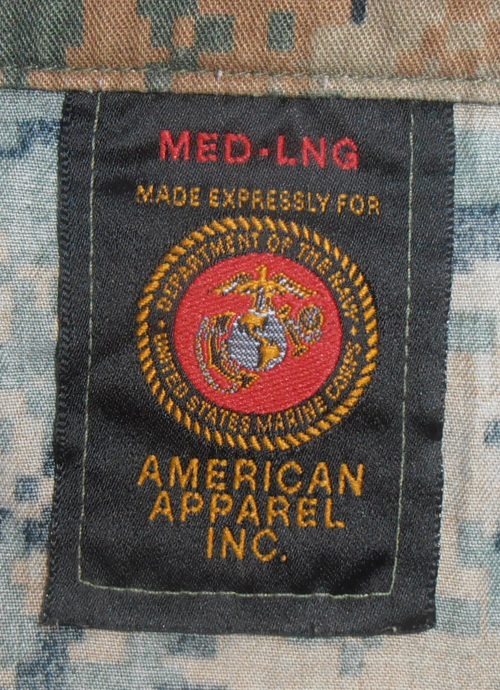 MED-LNG
MADE EXPRESSLY FOR
DEPARTMENT OF THE NAVY
UNITED STATES MARINE CORPS
AMERICAN
APPAREL
INC.